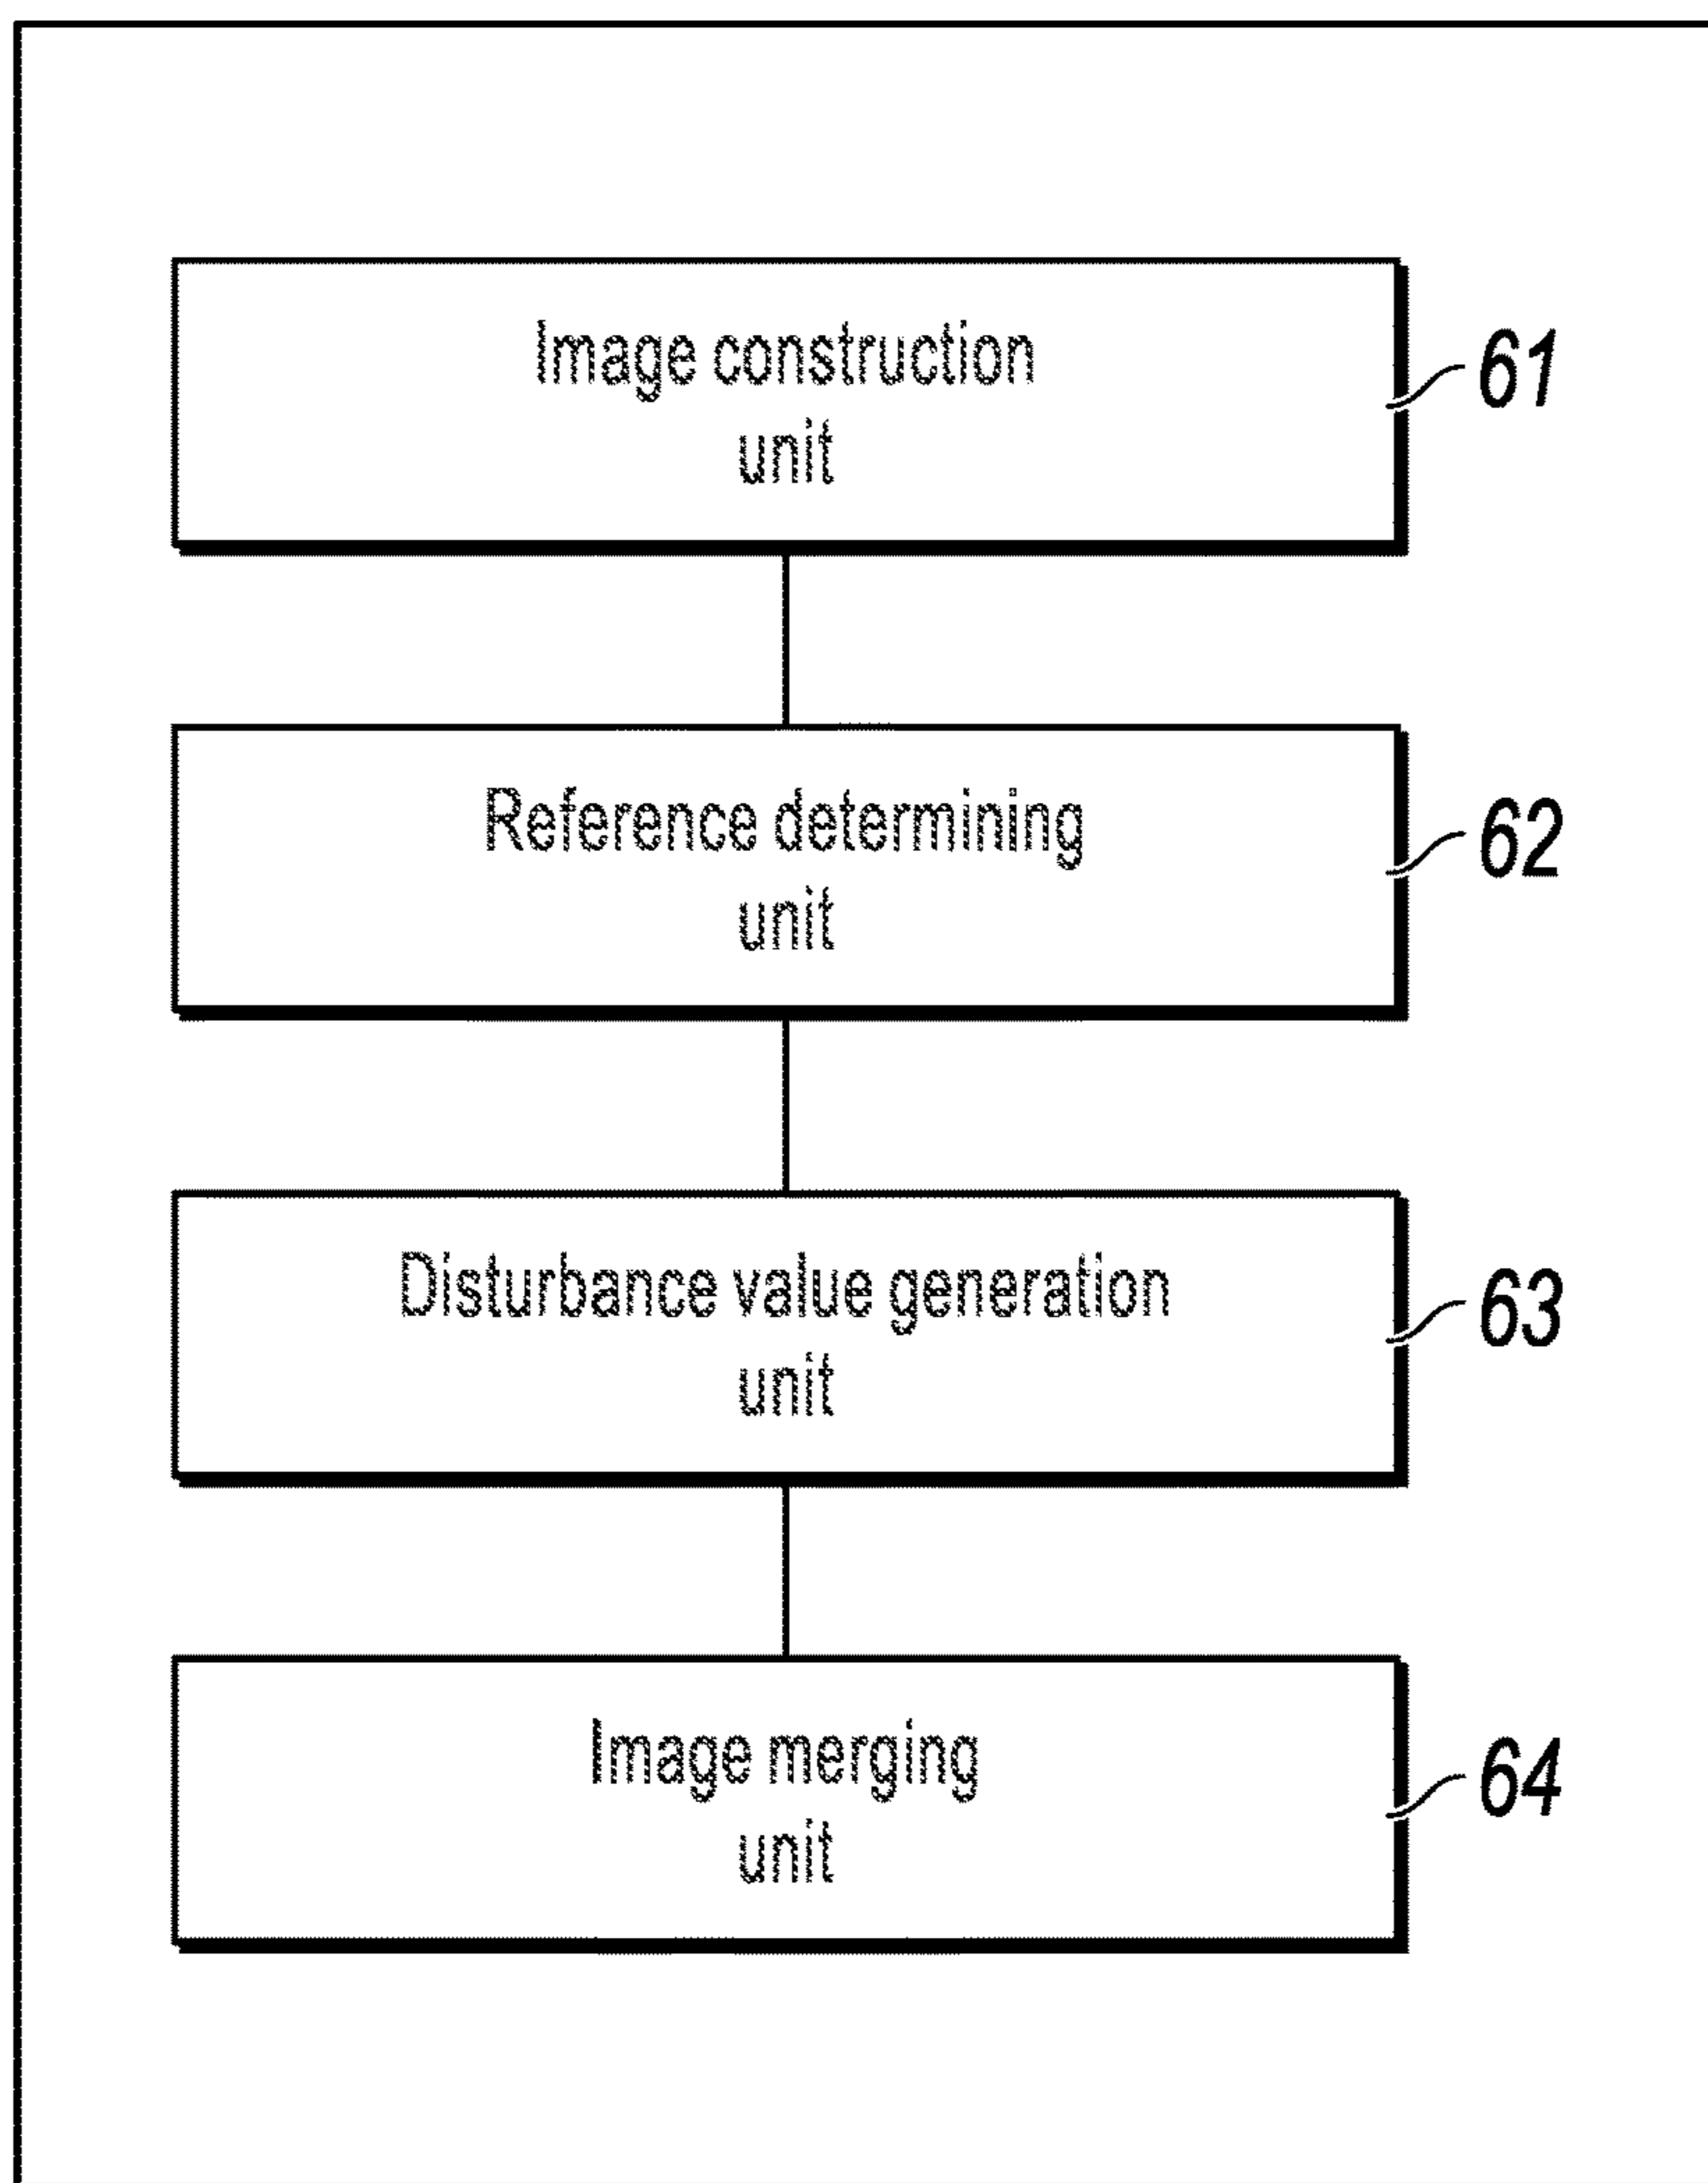 Image construction
unit
61
Reference determining
unit
62
Disturbance value generation
unit
63
Image merging
unit
64